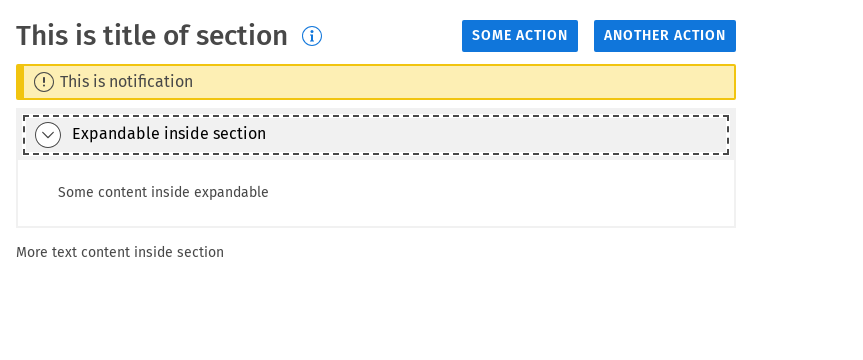 This is title of section
SOME ACTION
ANOTHER ACTION
This is notification
Expandable inside section
Some content inside expandable
More text content inside section